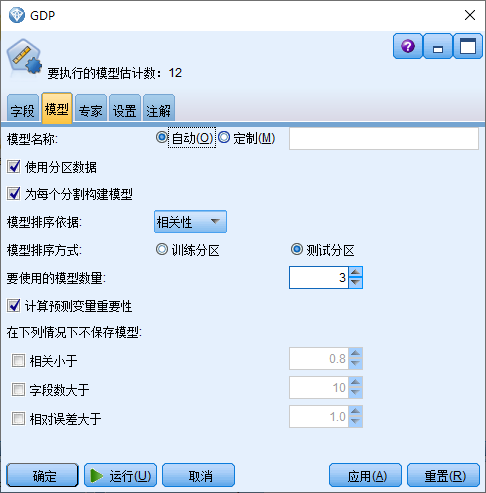 GDP
要执行的模型估计数：12
字段 模型 专家 设置 注解
模型名称: 自动(O) 定制(M)
使用分区数据
为每个分割构建模型
模型排序依据: 相关性
模型排序方式: 训练分区 测试分区
要使用的模型数量: 3
计算预测变量重要性
在下列情况下不保存模型:
相关小于 0.8
字段数大于 10
相对误差大于 1.0
确定 运行(U) 取消 应用(A) 重置(R)